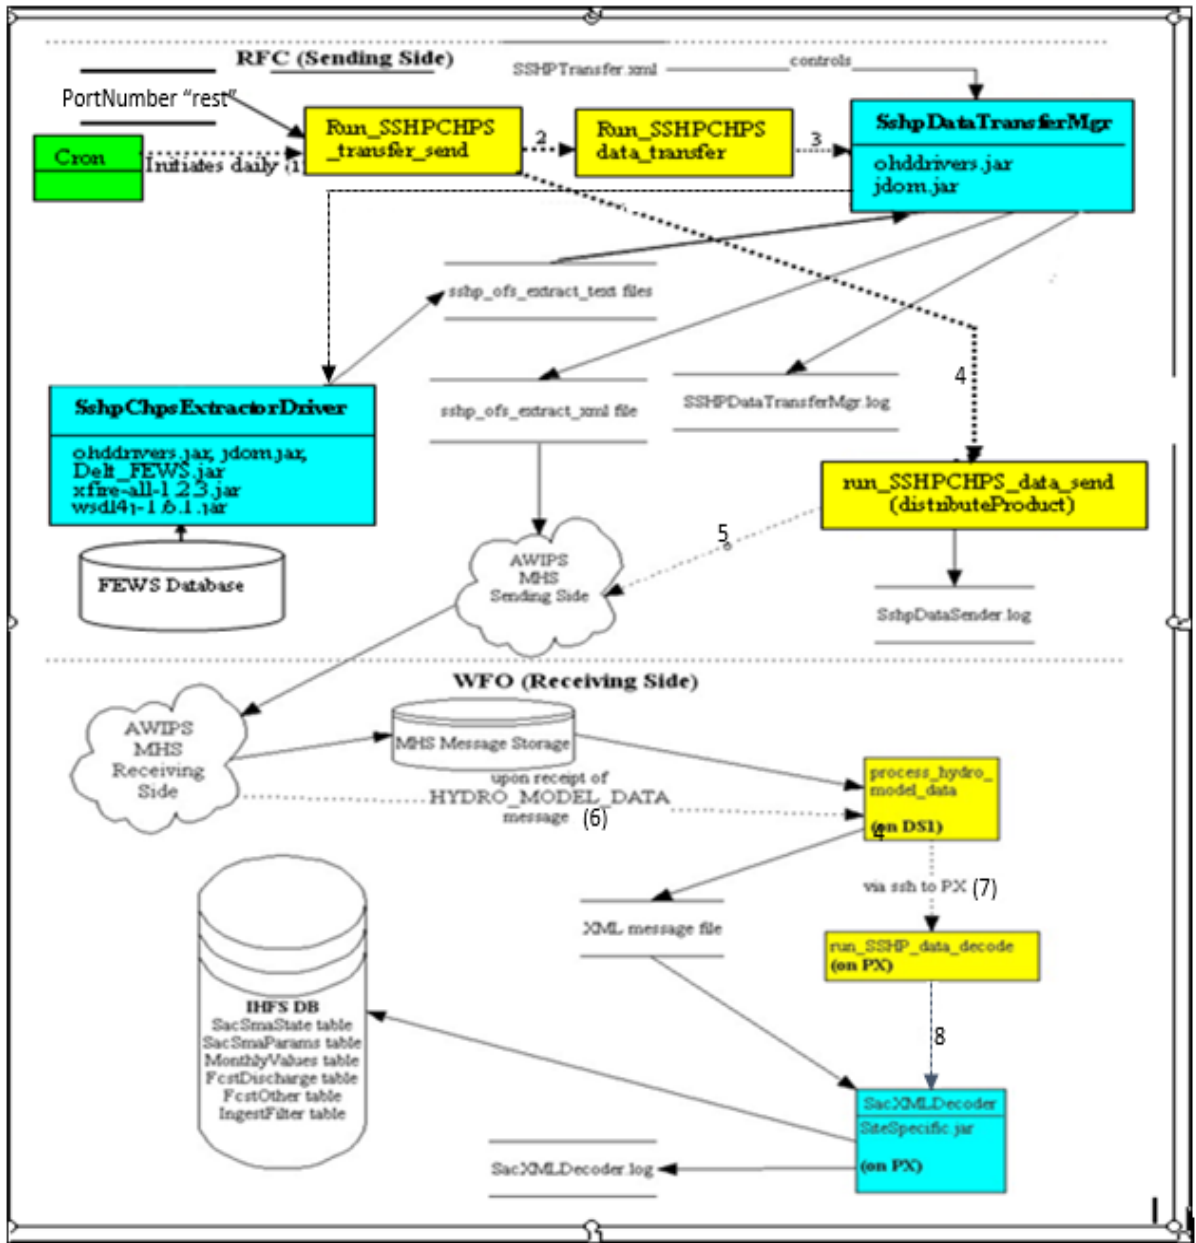 RFC (Sending Side)
SSHPTransfer.xml
controls
PortNumber “rest”
Cron
Initiates daily (1)
Run_SSHPCHPS
_transfer_send
2
Run_SSHPCHPS
data_transfer
3
SshpDataTransferMgr
ohddrivers.jar
jdom.jar
sshp_ofs_extract_text files
sshp_ofs_extract_xml file
SSHPDataTransferMgr.log
4
SshpChpsExtractorDriver
ohddrivers.jar, jdom.jar,
Delft_FEWS.jar
xfire-all-1.2.3.jar
wsdl4j-1.6.1.jar
FEWS Database
run_SSHPCHPS_data_send
(distributeProduct)
5
AWIPS
MHS
Sending Side
SshpDataSender.log
WFO (Receiving Side)
AWIPS
MHS
Receiving
Side
MHS Message Storage
upon receipt of
HYDRO_MODEL_DATA
message (6)
process_hydro_
model_data
(on DS1)
4
via ssh to PX (7)
XML message file
run_SSHP_data_decode
(on PX)
8
IHFS DB
SacSmaState table
SacSmaParams table
MonthlyValues table
FcstDischarge table
FcstOther table
IngestFilter table
SacXMLDecoder
SiteSpecific.jar
(on PX)
SacXMLDecoder.log